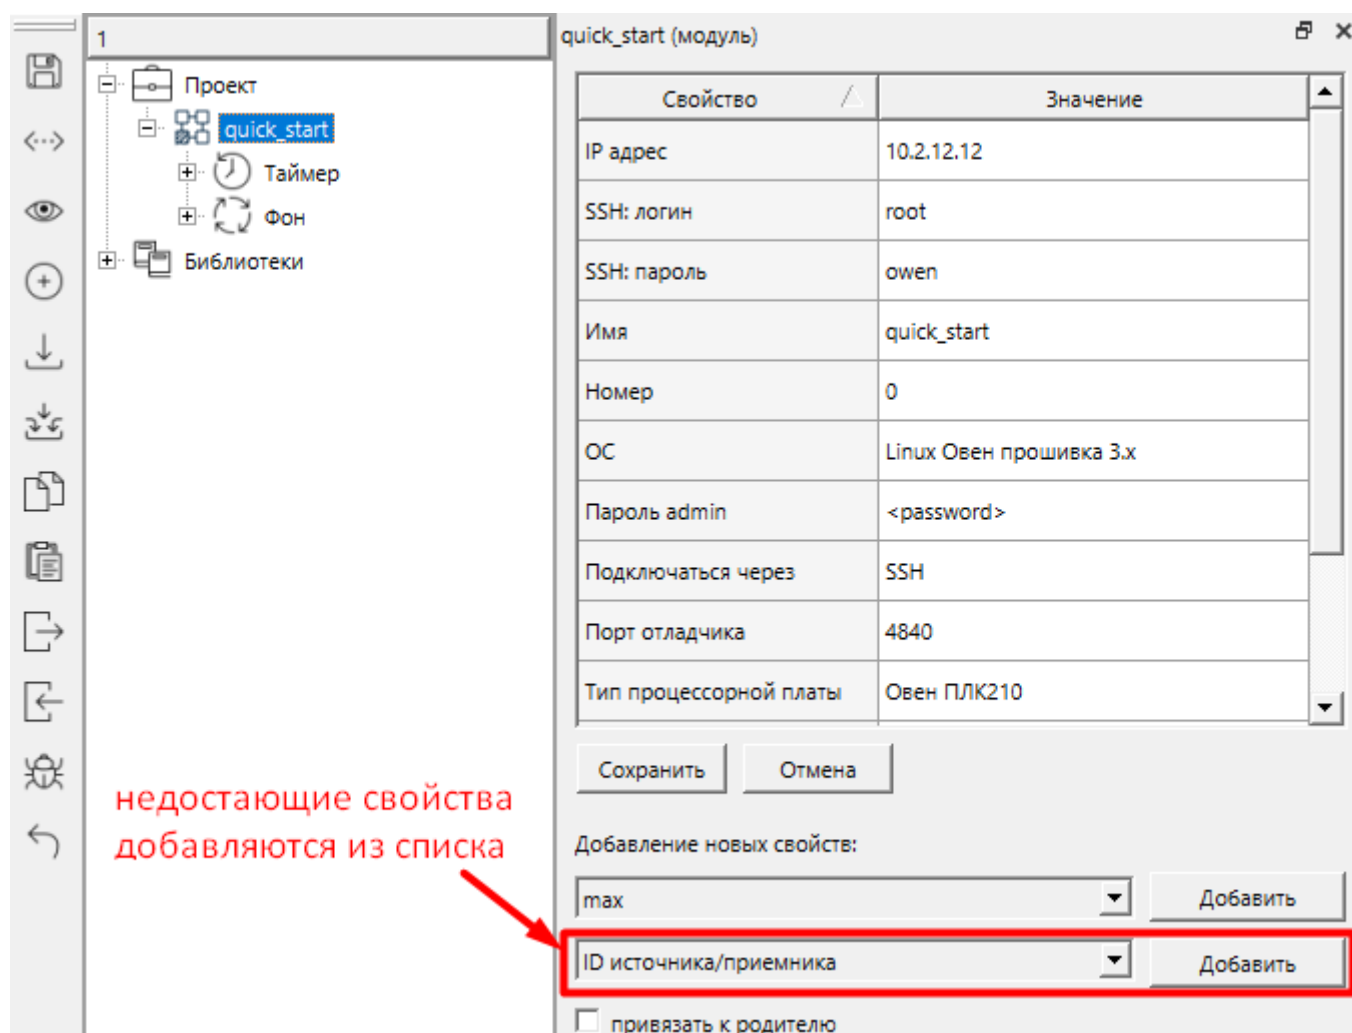 1
Проект
quick_start
Таймер
Фон
Библиотеки
quick_start (модуль)
Свойство Значение
IP адрес 10.2.12.12
SSH: логин root
SSH: пароль owen
Имя quick_start
Номер 0
ОС Linux Овен прошивка 3.x
Пароль admin <password>
Подключаться через SSH
Порт отладчика 4840
Тип процессорной платы Овен ПЛК210
Сохранить Отмена
недостающие свойства
добавляются из списка
Добавление новых свойств:
max Добавить
ID источника/приемника Добавить
привязать к родителю